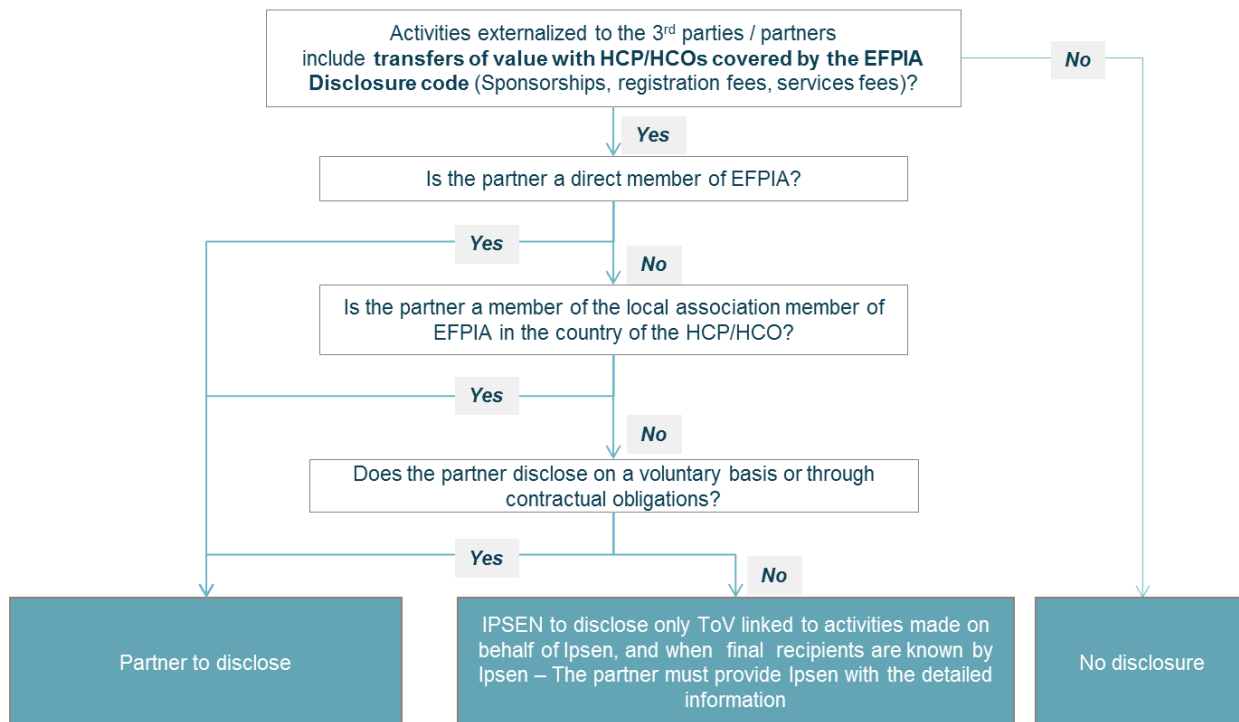 Activities externalized to the 3rd parties / partners
include transfers of value with HCP/HCOs covered by the EFPIA
Disclosure code (Sponsorships, registration fees, services fees)?
No
Yes
Is the partner a direct member of EFPIA?
Yes
No
Is the partner a member of the local association member of
EFPIA in the country of the HCP/HCO?
Yes
No
Does the partner disclose on a voluntary basis or through
contractual obligations?
Yes
No
Partner to disclose
IPSEN to disclose only ToV linked to activities made on
behalf of Ipsen, and when final recipients are known by
Ipsen – The partner must provide Ipsen with the detailed
information
No disclosure